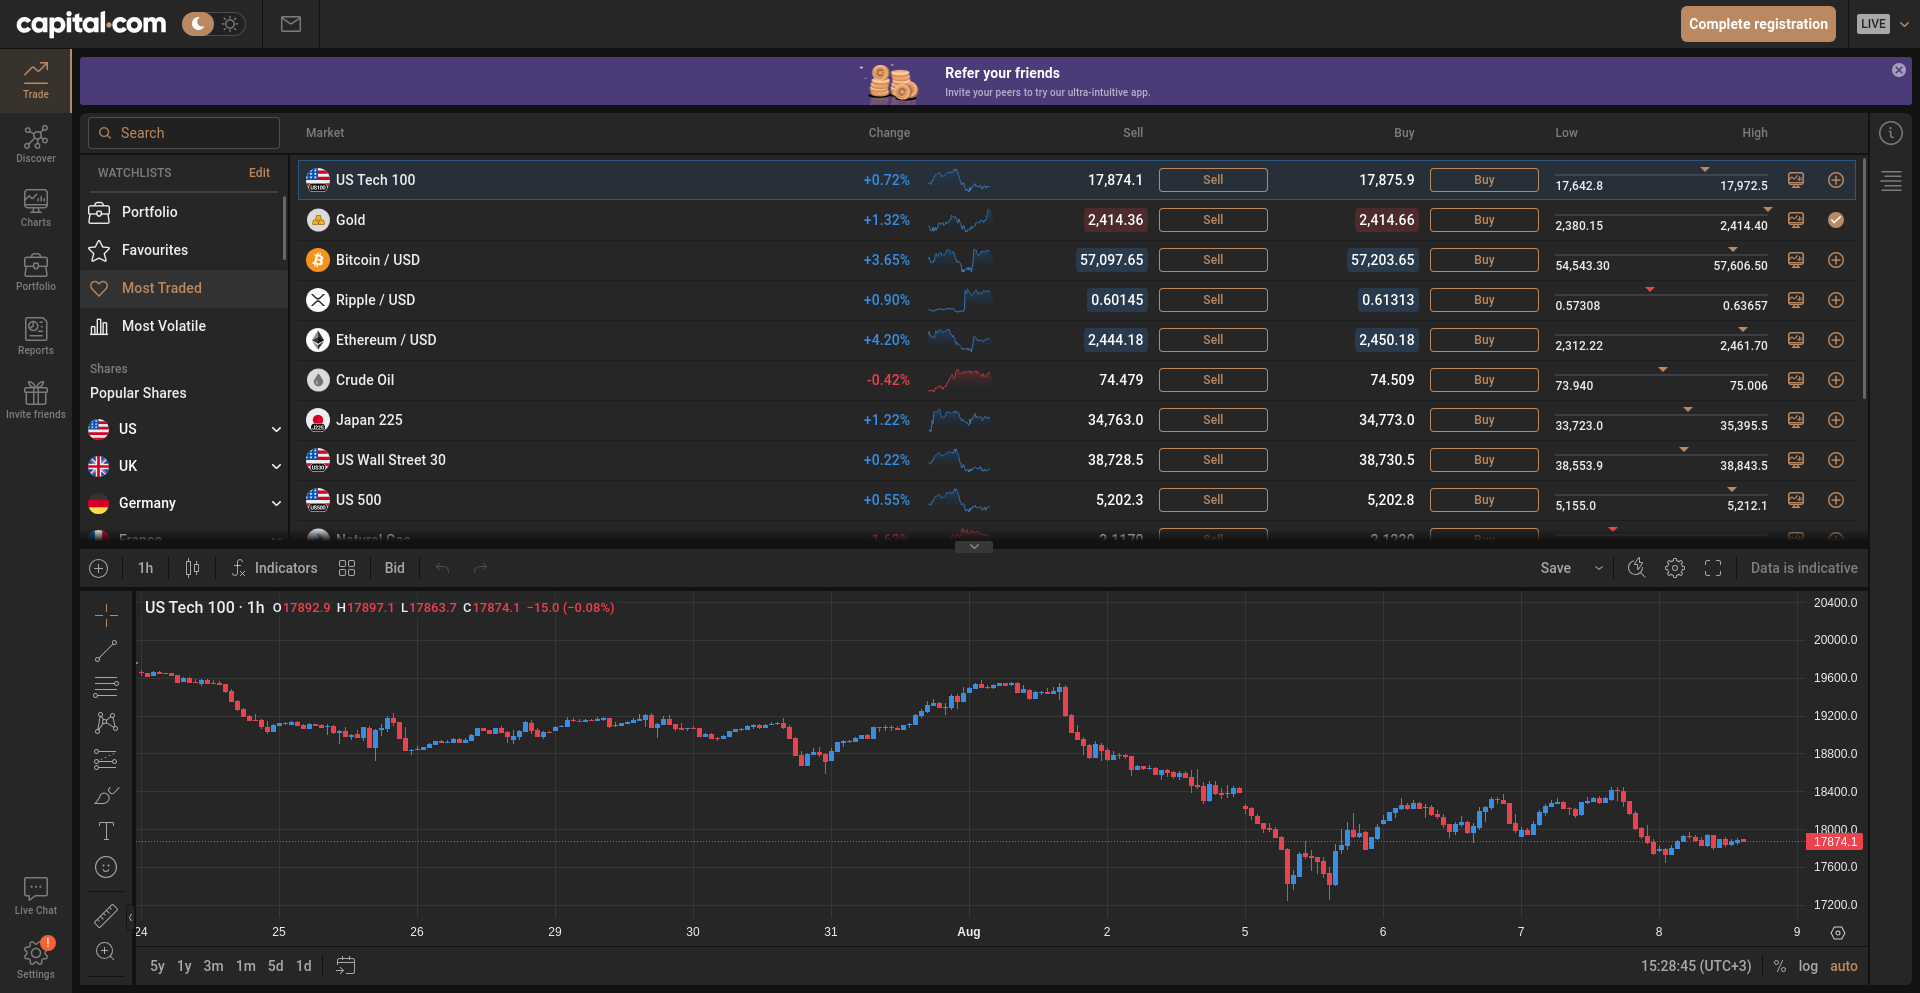 capital.com
Complete registration
LIVE
Trade
Discover
Charts
Portfolio
Reports
Invite friends
Live Chat
!
Settings
Refer your friends
Invite your peers to try our ultra-intuitive app.
Search
WATCHLISTS Edit
Portfolio
Favourites
Most Traded
Most Volatile
Shares
Popular Shares
US
UK
Germany
France
Market Change Sell Buy Low High
US Tech 100 +0.72% 17,874.1 Sell 17,875.9 Buy 17,642.8 17,972.5
Gold +1.32% 2,414.36 Sell 2,414.66 Buy 2,380.15 2,414.40
Bitcoin / USD +3.65% 57,097.65 Sell 57,203.65 Buy 54,543.30 57,606.50
Ripple / USD +0.90% 0.60145 Sell 0.61313 Buy 0.57308 0.63657
Ethereum / USD +4.20% 2,444.18 Sell 2,450.18 Buy 2,312.22 2,461.70
Crude Oil -0.42% 74.479 Sell 74.509 Buy 73.940 75.006
Japan 225 +1.22% 34,763.0 Sell 34,773.0 Buy 33,723.0 35,395.5
US Wall Street 30 +0.22% 38,728.5 Sell 38,730.5 Buy 38,553.9 38,843.5
US 500 +0.55% 5,202.3 Sell 5,202.8 Buy 5,155.0 5,212.1
Natural Gas Sell Buy
1h Indicators Bid Save Data is indicative
US Tech 100 · 1h O17892.9 H17897.1 L17863.7 C17874.1 −15.0 (−0.08%)
20400.0
20000.0
19600.0
19200.0
18800.0
18400.0
18000.0
17874.1
17600.0
17200.0
24 25 26 29 30 31 Aug 2 5 6 7 8 9
5y 1y 3m 1m 5d 1d 15:28:45 (UTC+3) % log auto